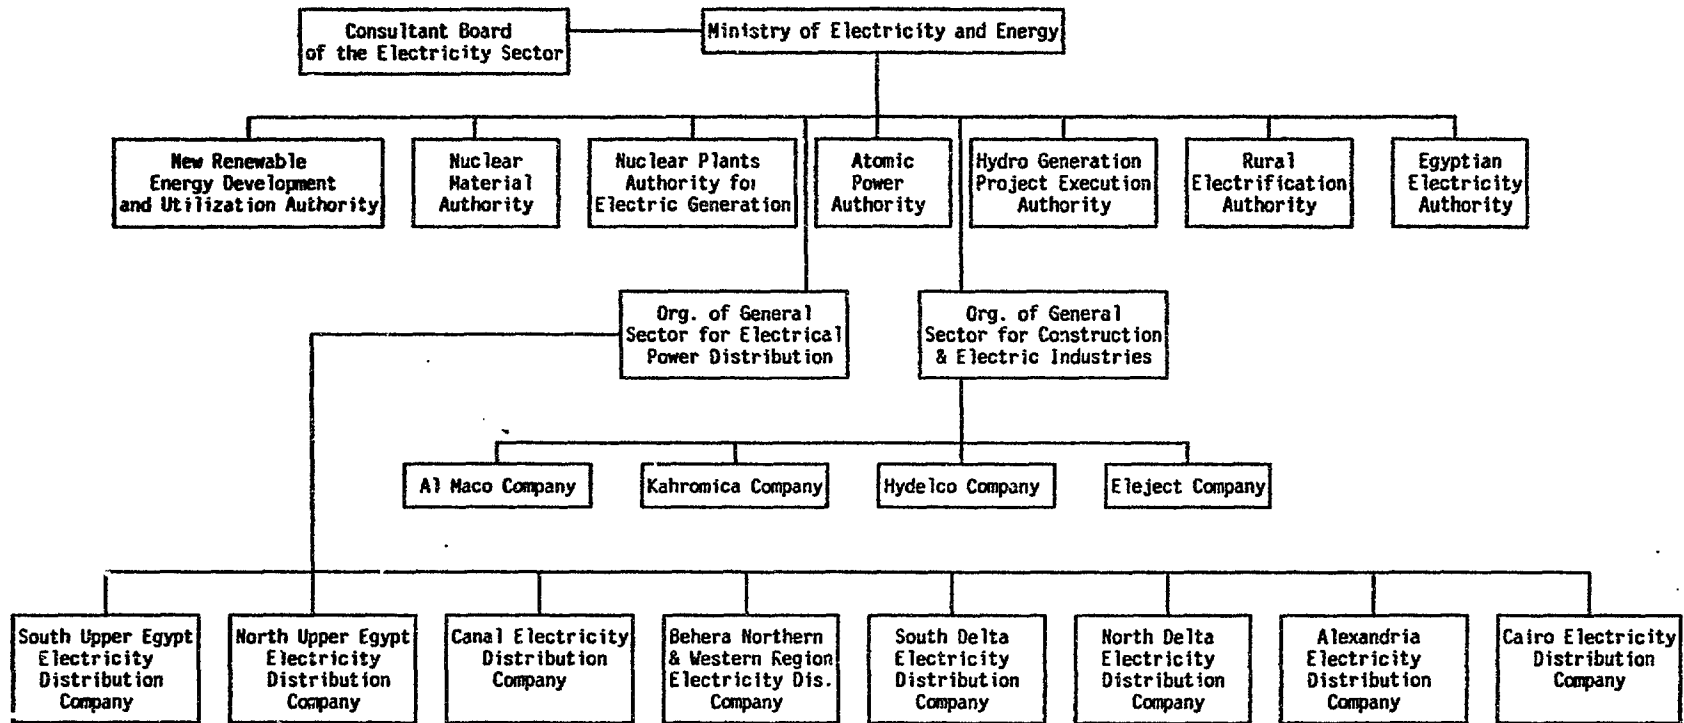 Consultant Board
of the Electricity Sector
Ministry of Electricity and Energy
New Renewable
Energy Development
and Utilization Authority
Nuclear
Material
Authority
Nuclear Plants
Authority for
Electric Generation
Atomic
Power
Authority
Hydro Generation
Project Execution
Authority
Rural
Electrification
Authority
Egyptian
Electricity
Authority
Org. of General
Sector for Electrical
Power Distribution
Org. of General
Sector for Construction
& Electric Industries
Al Maco Company
Kahromica Company
Hydelco Company
Eleject Company
South Upper Egypt
Electricity
Distribution
Company
North Upper Egypt
Electricity
Distribution
Company
Canal Electricity
Distribution
Company
Behera Northern
& Western Region
Electricity Dis.
Company
South Delta
Electricity
Distribution
Company
North Delta
Electricity
Distribution
Company
Alexandria
Electricity
Distribution
Company
Cairo Electricity
Distribution
Company